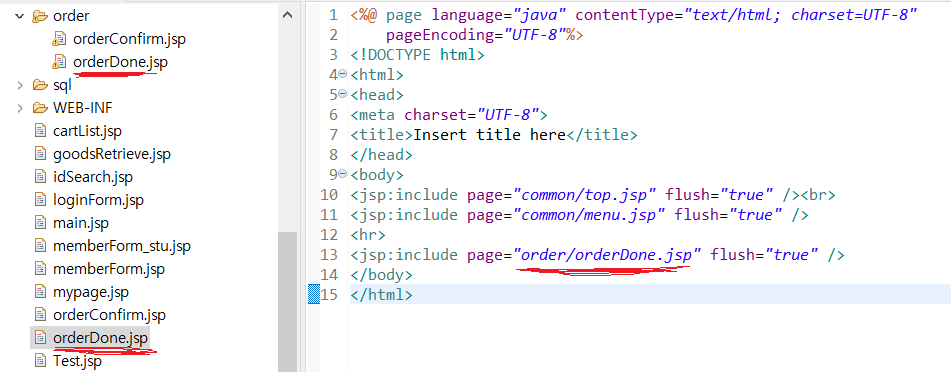 order
orderConfirm.jsp
orderDone.jsp
sql
WEB-INF
cartList.jsp
goodsRetrieve.jsp
idSearch.jsp
loginForm.jsp
main.jsp
memberForm_stu.jsp
memberForm.jsp
mypage.jsp
orderConfirm.jsp
orderDone.jsp
Test.jsp
1 <%@ page language="java" contentType="text/html; charset=UTF-8"
2 pageEncoding="UTF-8"%>
3 <!DOCTYPE html>
4 <html>
5 <head>
6 <meta charset="UTF-8">
7 <title>Insert title here</title>
8 </head>
9 <body>
10 <jsp:include page="common/top.jsp" flush="true" /><br>
11 <jsp:include page="common/menu.jsp" flush="true" />
12 <hr>
13 <jsp:include page="order/orderDone.jsp" flush="true" />
14 </body>
15 </html>